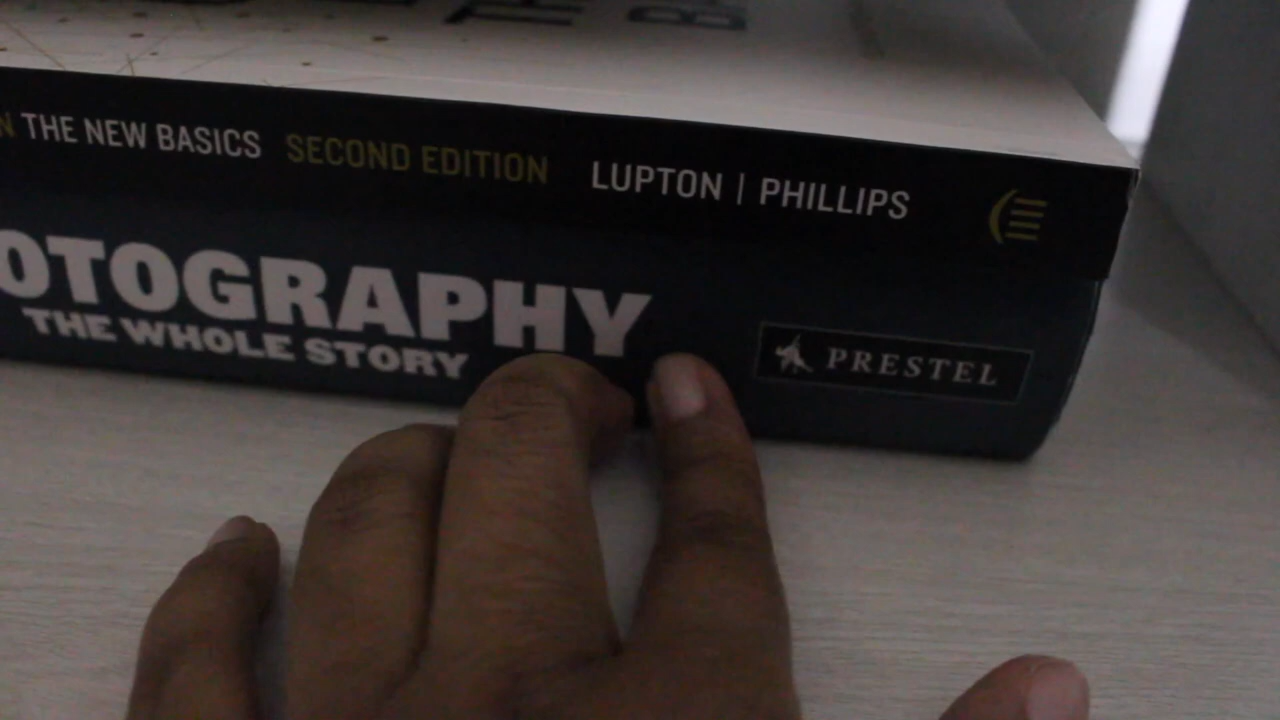 N THE NEW BASICS SECOND EDITION LUPTON | PHILLIPS
OTOGRAPHY
THE WHOLE STORY
PRESTEL